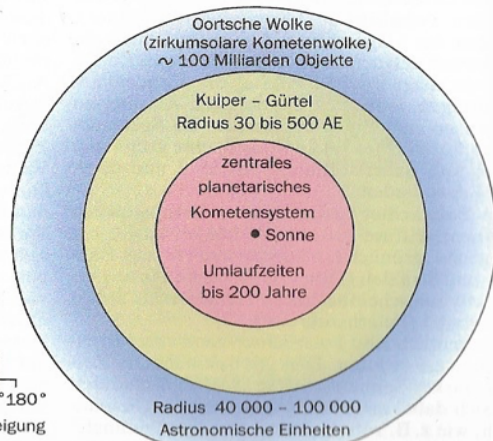 Oortsche Wolke
(zirkumsolare Kometenwolke)
~ 100 Milliarden Objekte
Kuiper – Gürtel
Radius 30 bis 500 AE
zentrales
planetarisches
Kometensystem
Sonne
Umlaufzeiten
bis 200 Jahre
Radius 40 000 – 100 000
Astronomische Einheiten
180°
eigung